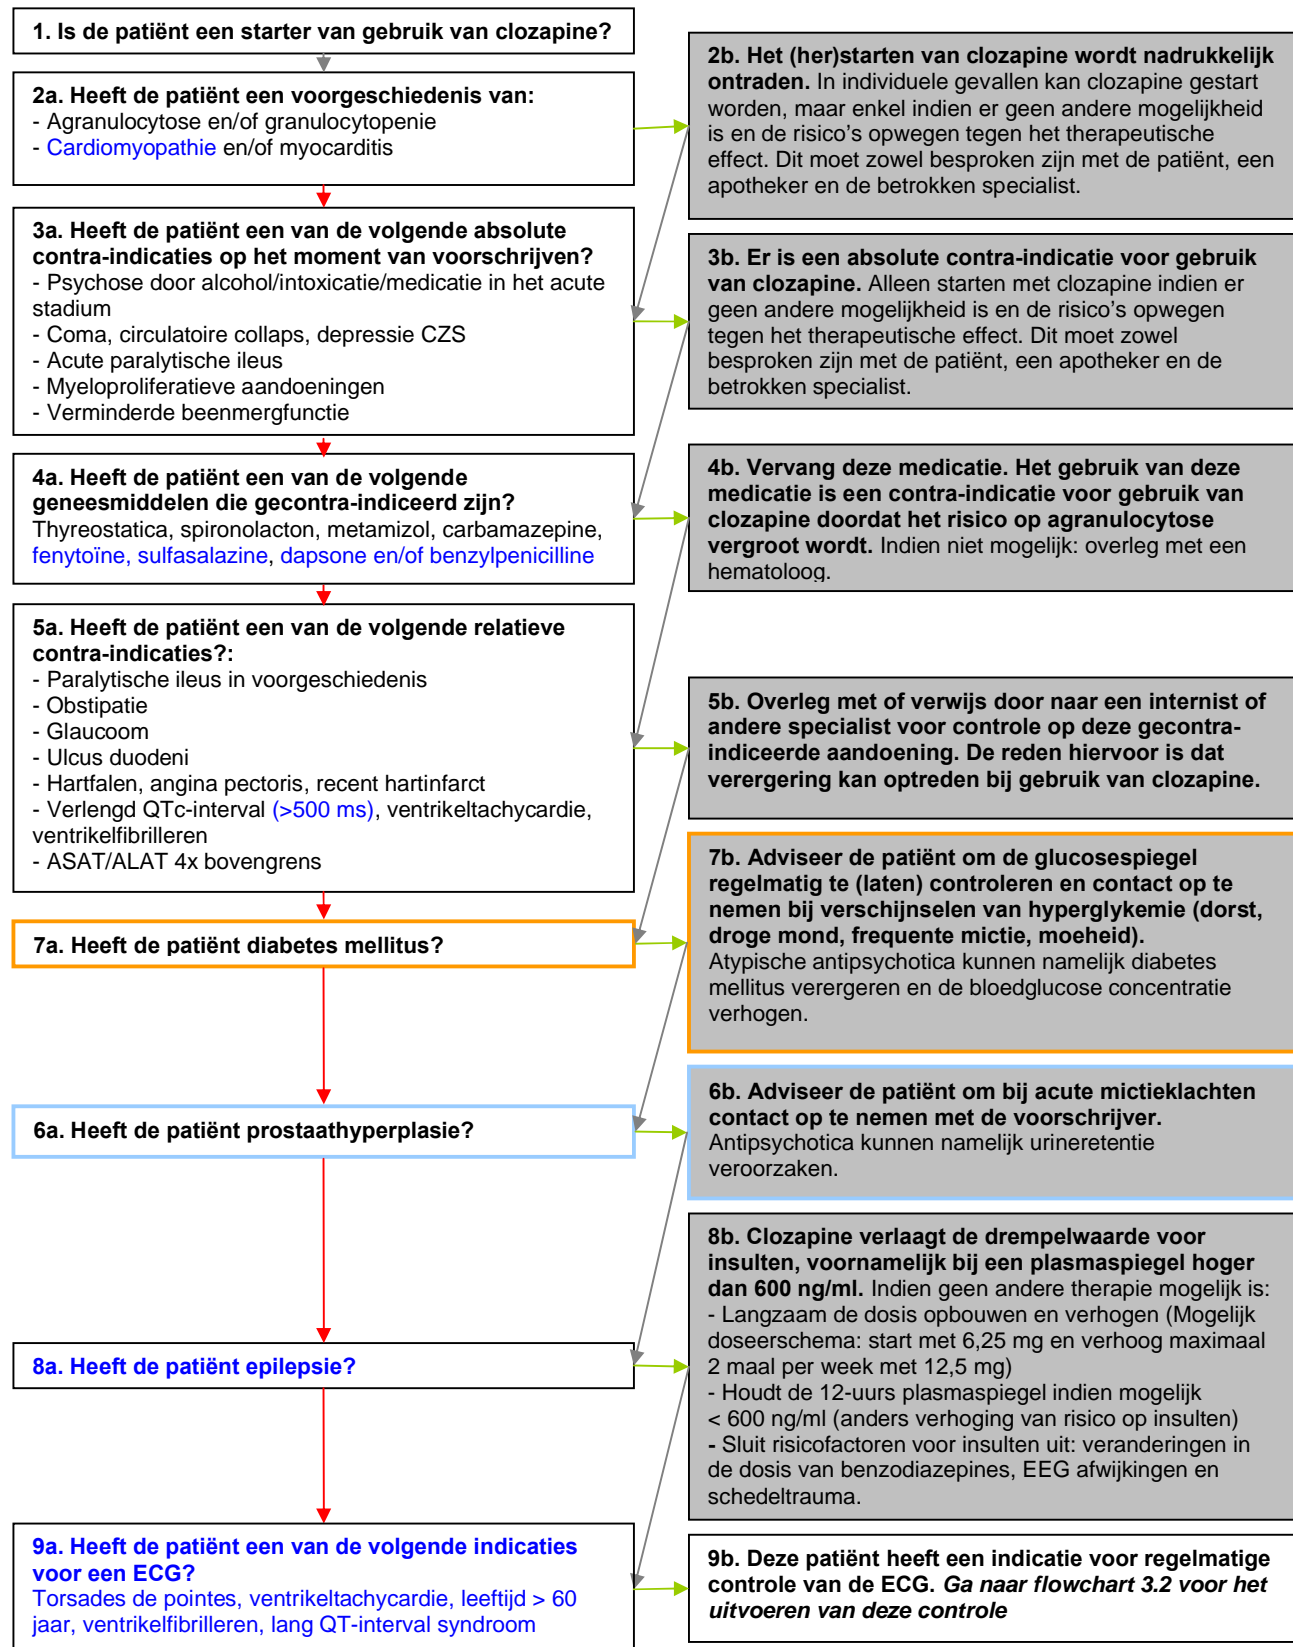 1. Is de patiënt een starter van gebruik van clozapine?
2a. Heeft de patiënt een voorgeschiedenis van:
- Agranulocytose en/of granulocytopenie
- Cardiomyopathie en/of myocarditis
2b. Het (her)starten van clozapine wordt nadrukkelijk
ontraden. In individuele gevallen kan clozapine gestart
worden, maar enkel indien er geen andere mogelijkheid
is en de risico's opwegen tegen het therapeutische
effect. Dit moet zowel besproken zijn met de patiënt, een
apotheker en de betrokken specialist.
3a. Heeft de patiënt een van de volgende absolute
contra-indicaties op het moment van voorschrijven?
- Psychose door alcohol/intoxicatie/medicatie in het acute
stadium
- Coma, circulatoire collaps, depressie CZS
- Acute paralytische ileus
- Myeloproliferatieve aandoeningen
- Verminderde beenmergfunctie
3b. Er is een absolute contra-indicatie voor gebruik
van clozapine. Alleen starten met clozapine indien er
geen andere mogelijkheid is en de risico's opwegen
tegen het therapeutische effect. Dit moet zowel
besproken zijn met de patiënt, een apotheker en de
betrokken specialist.
4a. Heeft de patiënt een van de volgende
geneesmiddelen die gecontra-indiceerd zijn?
Thyreostatica, spironolacton, metamizol, carbamazepine,
fenytoïne, sulfasalazine, dapsone en/of benzylpenicilline
4b. Vervang deze medicatie. Het gebruik van deze
medicatie is een contra-indicatie voor gebruik van
clozapine doordat het risico op agranulocytose
vergroot wordt. Indien niet mogelijk: overleg met een
hematoloog.
5a. Heeft de patiënt een van de volgende relatieve
contra-indicaties?:
- Paralytische ileus in voorgeschiedenis
- Obstipatie
- Glaucoom
- Ulcus duodeni
- Hartfalen, angina pectoris, recent hartinfarct
- Verlengd QTc-interval (>500 ms), ventrikeltachycardie,
ventrikelfibrilleren
- ASAT/ALAT 4x bovengrens
5b. Overleg met of verwijs door naar een internist of
andere specialist voor controle op deze gecontra-
indiceerde aandoening. De reden hiervoor is dat
verergering kan optreden bij gebruik van clozapine.
7a. Heeft de patiënt diabetes mellitus?
7b. Adviseer de patiënt om de glucosespiegel
regelmatig te (laten) controleren en contact op te
nemen bij verschijnselen van hyperglykemie (dorst,
droge mond, frequente mictie, moeheid).
Atypische antipsychotica kunnen namelijk diabetes
mellitus verergeren en de bloedglucose concentratie
verhogen.
6a. Heeft de patiënt prostaathyperplasie?
6b. Adviseer de patiënt om bij acute mictieklachten
contact op te nemen met de voorschrijver.
Antipsychotica kunnen namelijk urineretentie
veroorzaken.
8a. Heeft de patiënt epilepsie?
8b. Clozapine verlaagt de drempelwaarde voor
insulten, voornamelijk bij een plasmaspiegel hoger
dan 600 ng/ml. Indien geen andere therapie mogelijk is:
- Langzaam de dosis opbouwen en verhogen (Mogelijk
doseerschema: start met 6,25 mg en verhoog maximaal
2 maal per week met 12,5 mg)
- Houdt de 12-uurs plasmaspiegel indien mogelijk
< 600 ng/ml (anders verhoging van risico op insulten)
- Sluit risicofactoren voor insulten uit: veranderingen in
de dosis van benzodiazepines, EEG afwijkingen en
schedeltrauma.
9a. Heeft de patiënt een van de volgende indicaties
voor een ECG?
Torsades de pointes, ventrikeltachycardie, leeftijd > 60
jaar, ventrikelfibrilleren, lang QT-interval syndroom
9b. Deze patiënt heeft een indicatie voor regelmatige
controle van de ECG. Ga naar flowchart 3.2 voor het
uitvoeren van deze controle